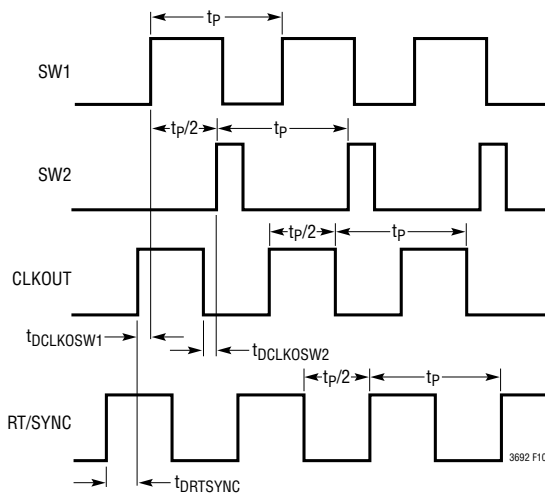 tP
SW1
tP/2
tP
SW2
tP/2
tP
CLKOUT
tDCLKOSW1
tDCLKOSW2
tP/2
tP
RT/SYNC
3692 F10
tDRTSYNC